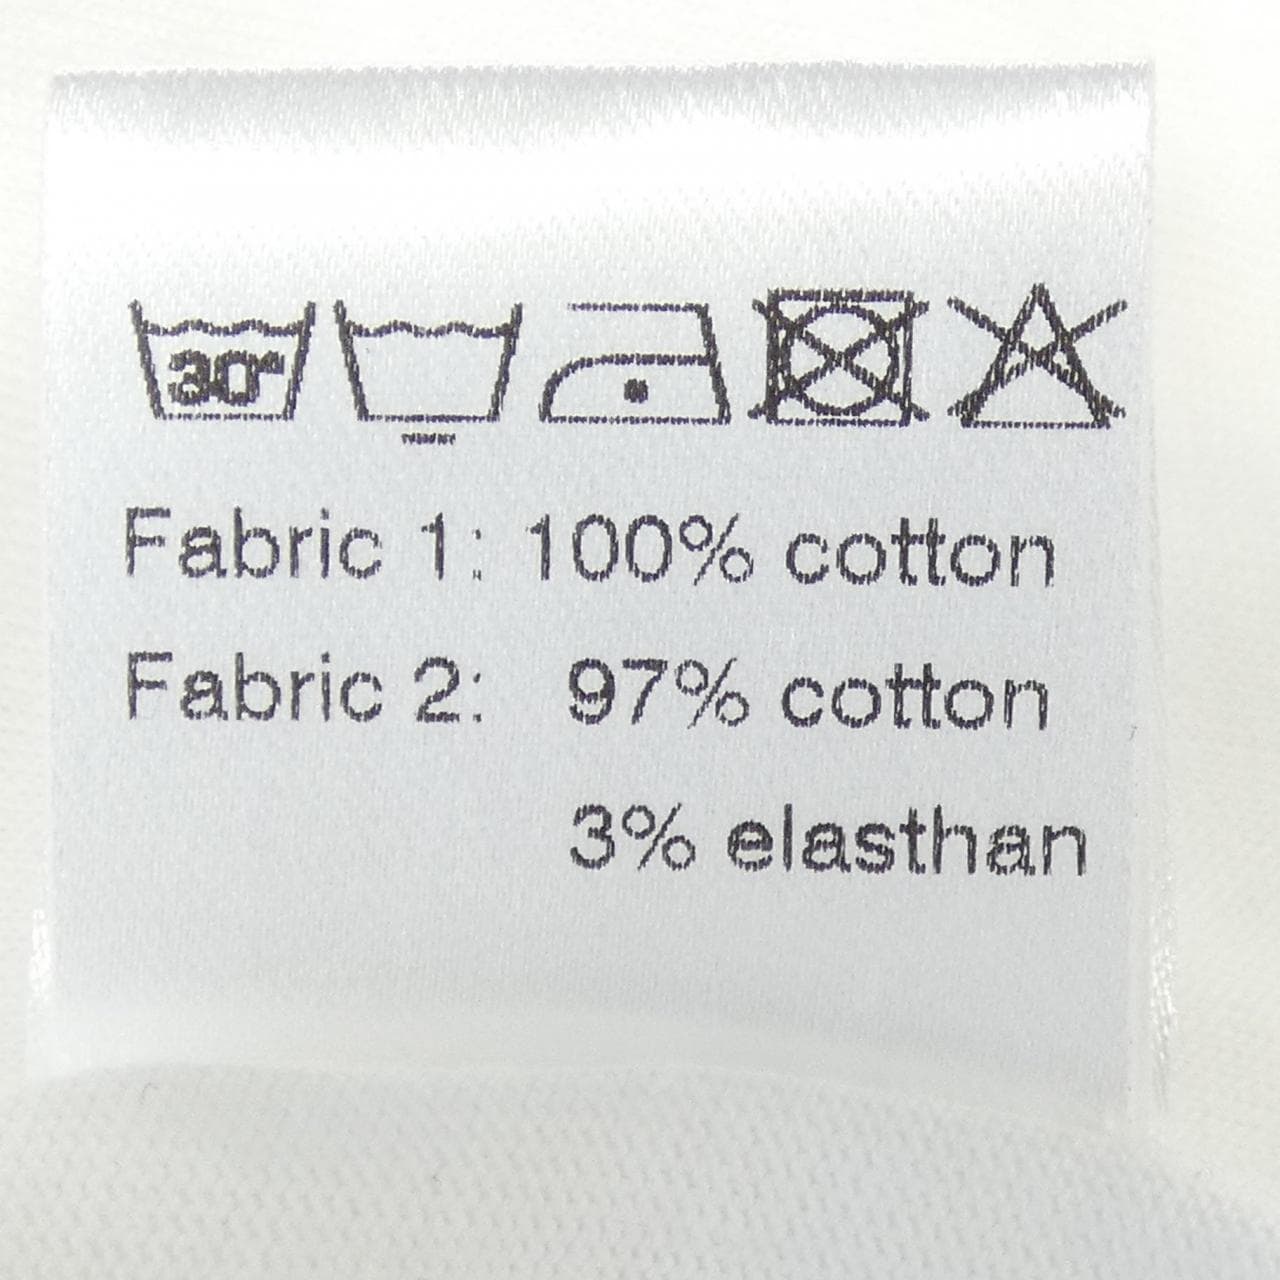 30°
Fabric 1: 100% cotton
Fabric 2: 97% cotton
3% elasthan